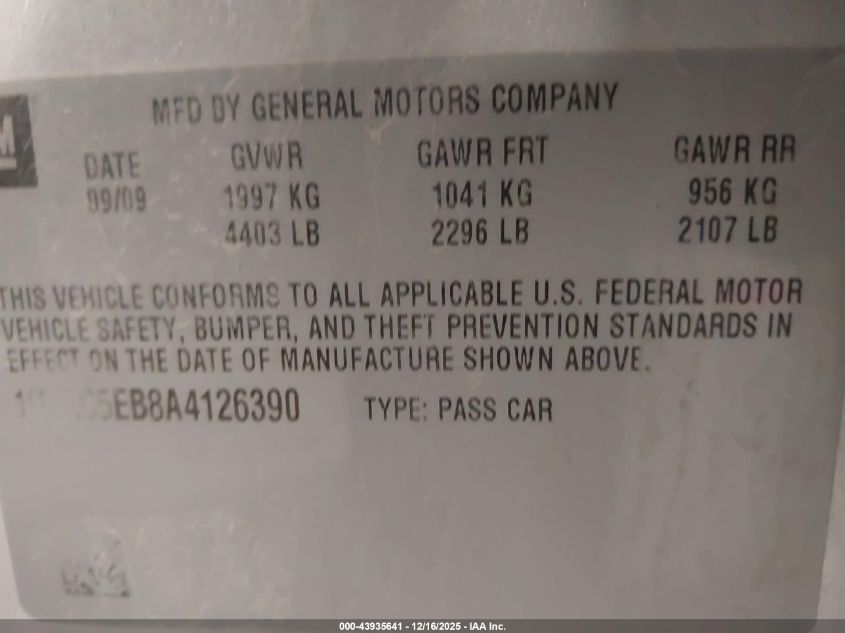 MFD BY GENERAL MOTORS COMPANY
DATE GVWR GAWR FRT GAWR RR
09/09 1997 KG 1041 KG 956 KG
4403 LB 2296 LB 2107 LB
THIS VEHICLE CONFORMS TO ALL APPLICABLE U.S. FEDERAL MOTOR
VEHICLE SAFETY, BUMPER, AND THEFT PREVENTION STANDARDS IN
EFFECT ON THE DATE OF MANUFACTURE SHOWN ABOVE.
TYPE: PASS CAR
000-43935641 - 12/16/2025 - IAA Inc.